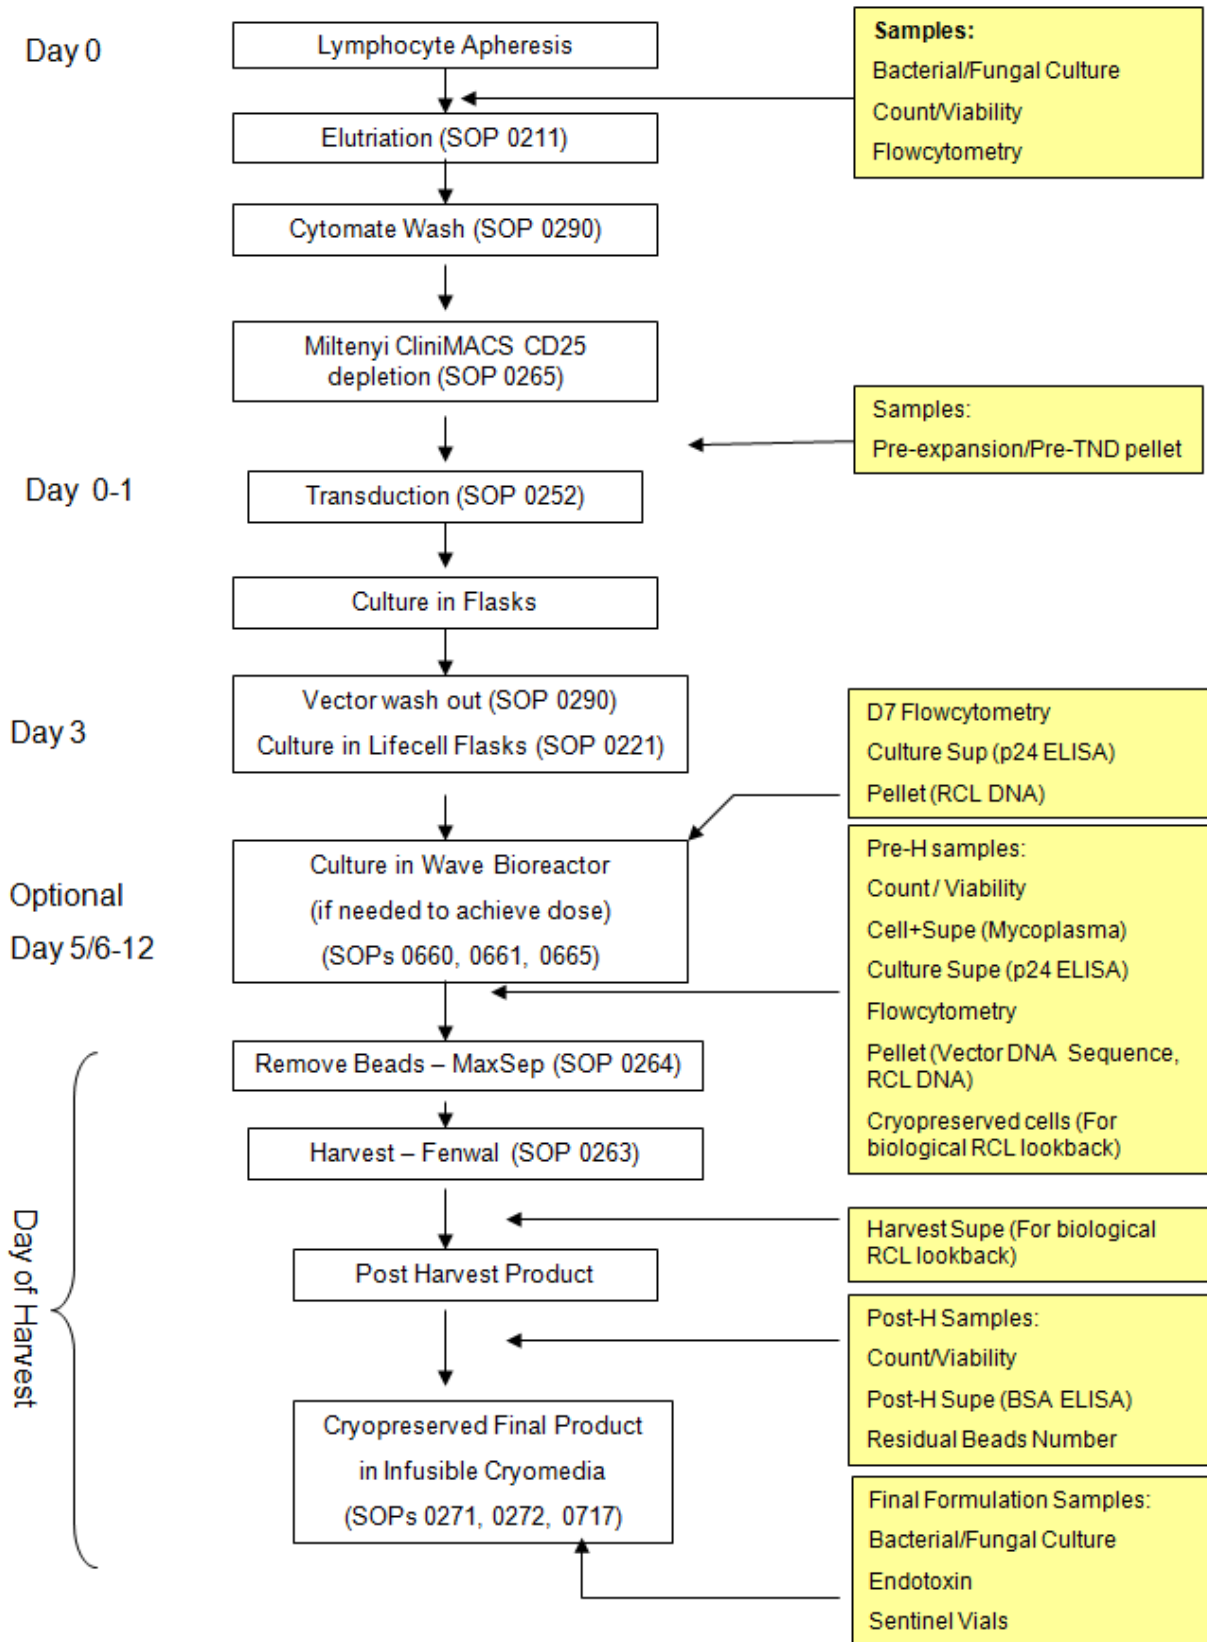 Day 0
Lymphocyte Apheresis
Samples:
Bacterial/Fungal Culture
Count/Viability
Flowcytometry
Elutriation (SOP 0211)
Cytomate Wash (SOP 0290)
Miltenyi CliniMACS CD25
depletion (SOP 0265)
Samples:
Pre-expansion/Pre-TND pellet
Day 0-1
Transduction (SOP 0252)
Culture in Flasks
Day 3
Vector wash out (SOP 0290)
Culture in Lifecell Flasks (SOP 0221)
D7 Flowcytometry
Culture Sup (p24 ELISA)
Pellet (RCL DNA)
Optional
Day 5/6-12
Culture in Wave Bioreactor
(if needed to achieve dose)
(SOPs 0660, 0661, 0665)
Pre-H samples:
Count / Viability
Cell+Supe (Mycoplasma)
Culture Supe (p24 ELISA)
Flowcytometry
Pellet (Vector DNA Sequence,
RCL DNA)
Cryopreserved cells (For
biological RCL lookback)
Day of Harvest
Remove Beads – MaxSep (SOP 0264)
Harvest – Fenwal (SOP 0263)
Harvest Supe (For biological
RCL lookback)
Post Harvest Product
Post-H Samples:
Count/Viability
Post-H Supe (BSA ELISA)
Residual Beads Number
Cryopreserved Final Product
in Infusible Cryomedia
(SOPs 0271, 0272, 0717)
Final Formulation Samples:
Bacterial/Fungal Culture
Endotoxin
Sentinel Vials